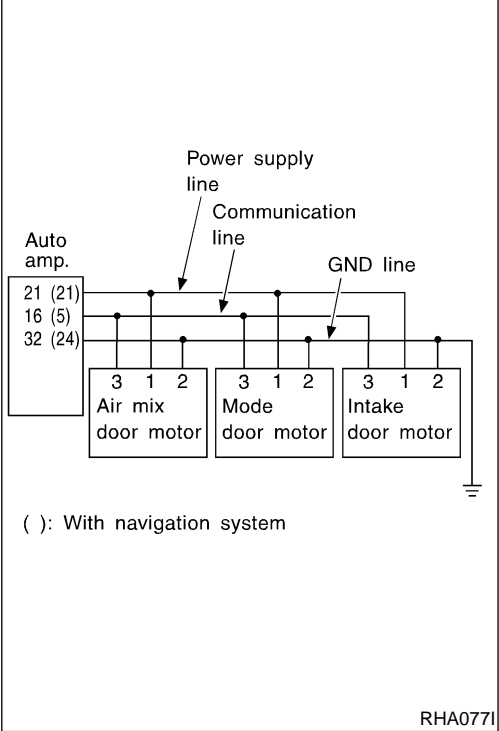 Power supply
line
Communication
line
Auto
amp.
GND line
21 (21)
16 (5)
32 (24)
3 1 2
3 1 2
3 1 2
Air mix
door motor
Mode
door motor
Intake
door motor
( ): With navigation system
RHA077I